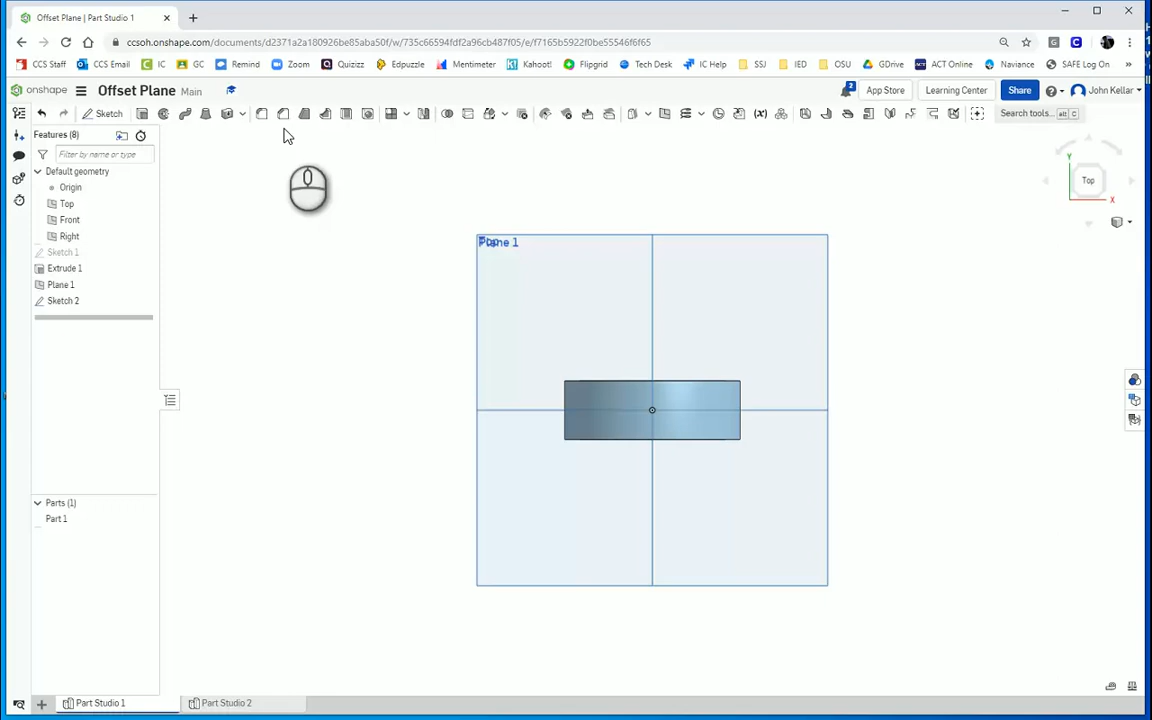 Offset Plane | Part Studio 1
ccsoh.onshape.com/documents/d2371a2a180926be85aba50f/w/735c66594fdf2a96cb487f05/e/f7165b5922f0be55546f6f65
CCS Staff CCS Email IC GC Remind Zoom Quizizz Edpuzzle Mentimeter Kahoot! Flipgrid Tech Desk IC Help SSJ IED OSU GDrive ACT Online Naviance SAFE Log On
onshape Offset Plane Main 2 App Store Learning Center Share John Kellar
Sketch (x) Search tools... alt C
Features (8)
Filter by name or type
Default geometry
Origin
Top
Front
Right
Sketch 1
Extrude 1
Plane 1
Sketch 2
Y
Top
X
Plane 1
Parts (1)
Part 1
Part Studio 1 Part Studio 2